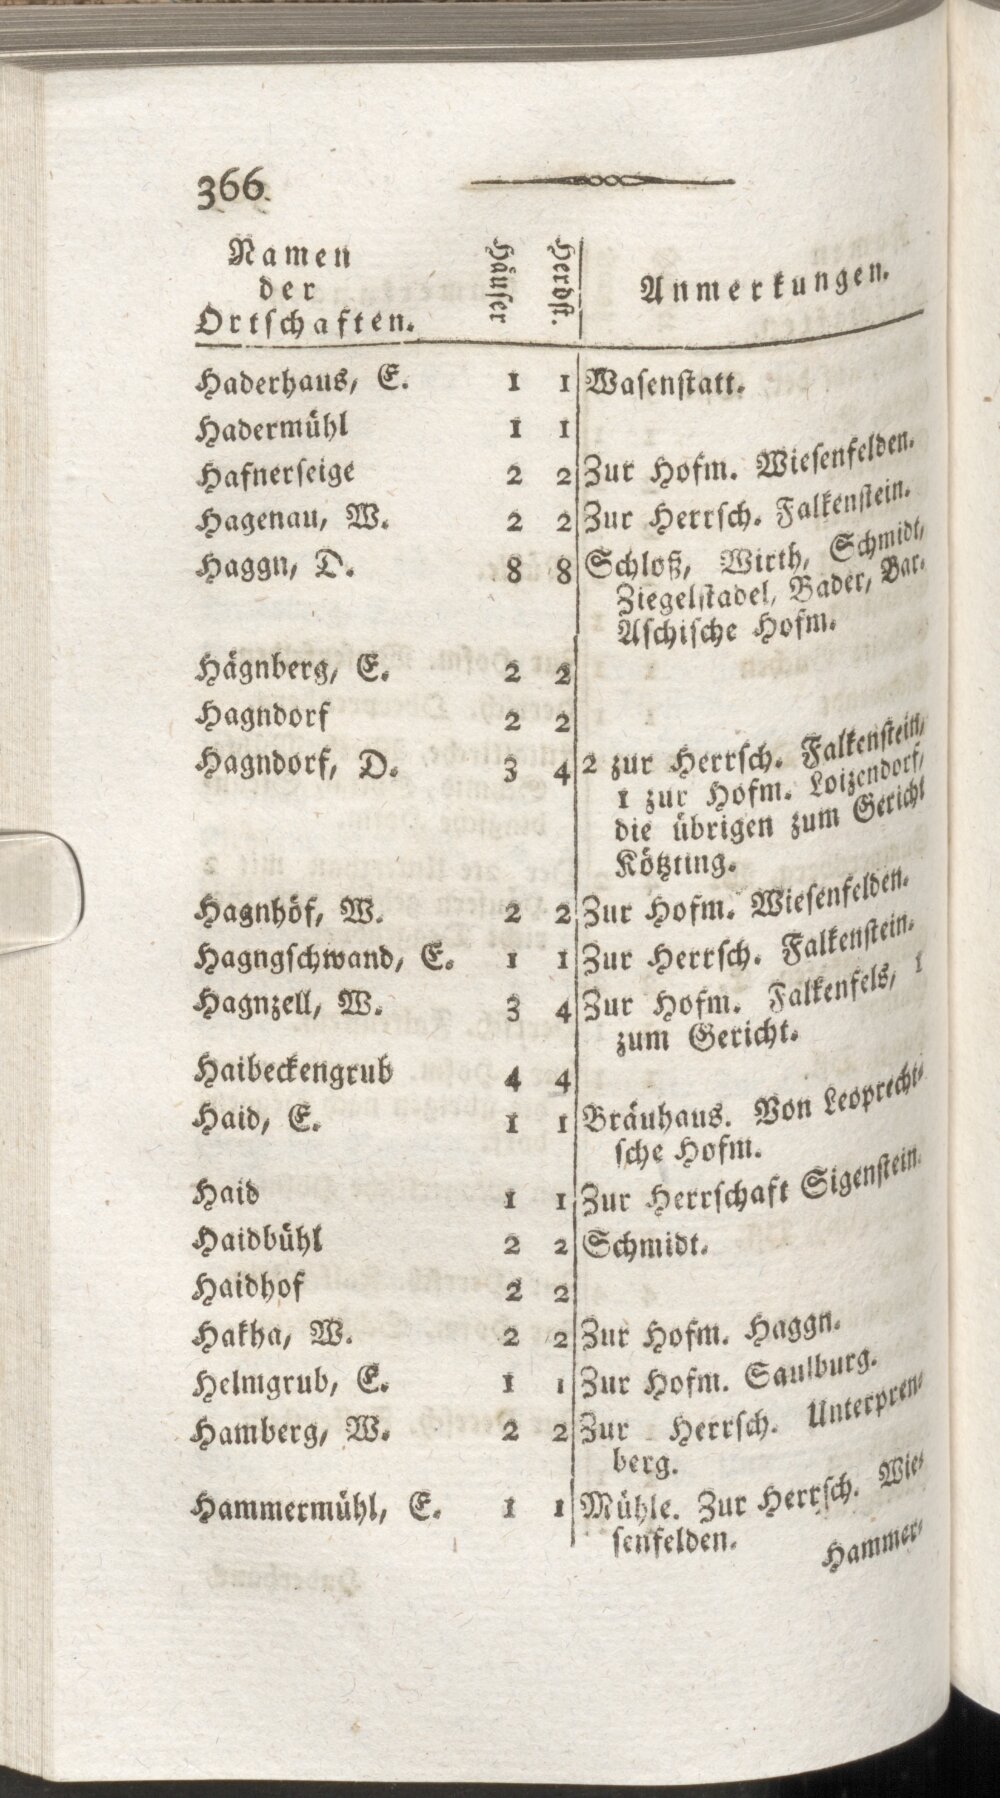 366
Namen
der
Ortschaften.
Häuser
Herdst.
Anmerkungen.
Haderhaus, E. 1 1 Wasenstatt.
Hadermühl 1 1
Hafnerseige 2 2 Zur Hofm. Wiesenfelden.
Hagenau, W. 2 2 Zur Herrsch. Falkenstein.
Haggn, D. 8 8 Schloß, Wirth, Schmidt,
Ziegelstadel, Bader, Bar-
Aschische Hofm.
Hägnberg, E. 2 2
Hagndorf 2 2
Hagndorf, D. 3 4 2 zur Herrsch. Falkenstein,
1 zur Hofm. Loizendorf,
die übrigen zum Gericht
Kötzting.
Hagnhöf, W. 2 2 Zur Hofm. Wiesenfelden.
Hagngschwand, E. 1 1 Zur Herrsch. Falkenstein.
Hagnzell, W. 3 4 Zur Hofm. Falkenfels, 1
zum Gericht.
Haibeckengrub 4 4
Haid, E. 1 1 Bräuhaus. Von Leoprecht-
sche Hofm.
Haid 1 1 Zur Herrschaft Sigenstein.
Haidbühl 2 2 Schmidt.
Haidhof 2 2
Hakha, W. 2 2 Zur Hofm. Haggn.
Helmgrub, E. 1 1 Zur Hofm. Saulburg.
Hamberg, W. 2 2 Zur Herrsch. Unterpren-
berg.
Hammermühl, E. 1 1 Mühle. Zur Herrsch. Wie-
senfelden.
Hammer-